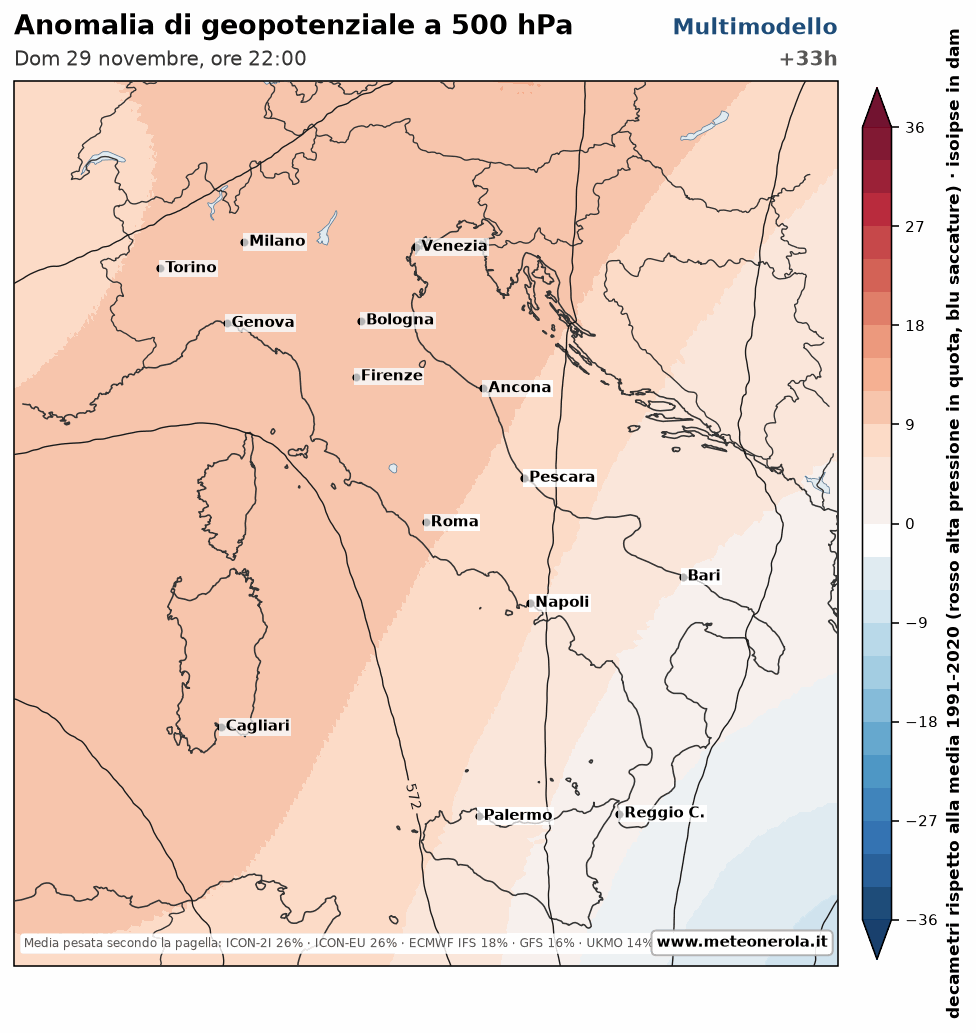 Anomalia di geopotenziale a 500 hPa
Multimodello
Dom 29 novembre, ore 22:00
+33h
Milano
Venezia
Torino
Genova
Bologna
Firenze
Ancona
Pescara
Roma
Bari
Napoli
Cagliari
572
Palermo
Reggio C.
Media pesata secondo la pagella: ICON-2I 26% · ICON-EU 26% · ECMWF IFS 18% · GFS 16% · UKMO 14%
www.meteonerola.it
36
27
18
9
0
−9
−18
−27
−36
decametri rispetto alla media 1991-2020 (rosso alta pressione in quota, blu saccature) · isoipse in dam